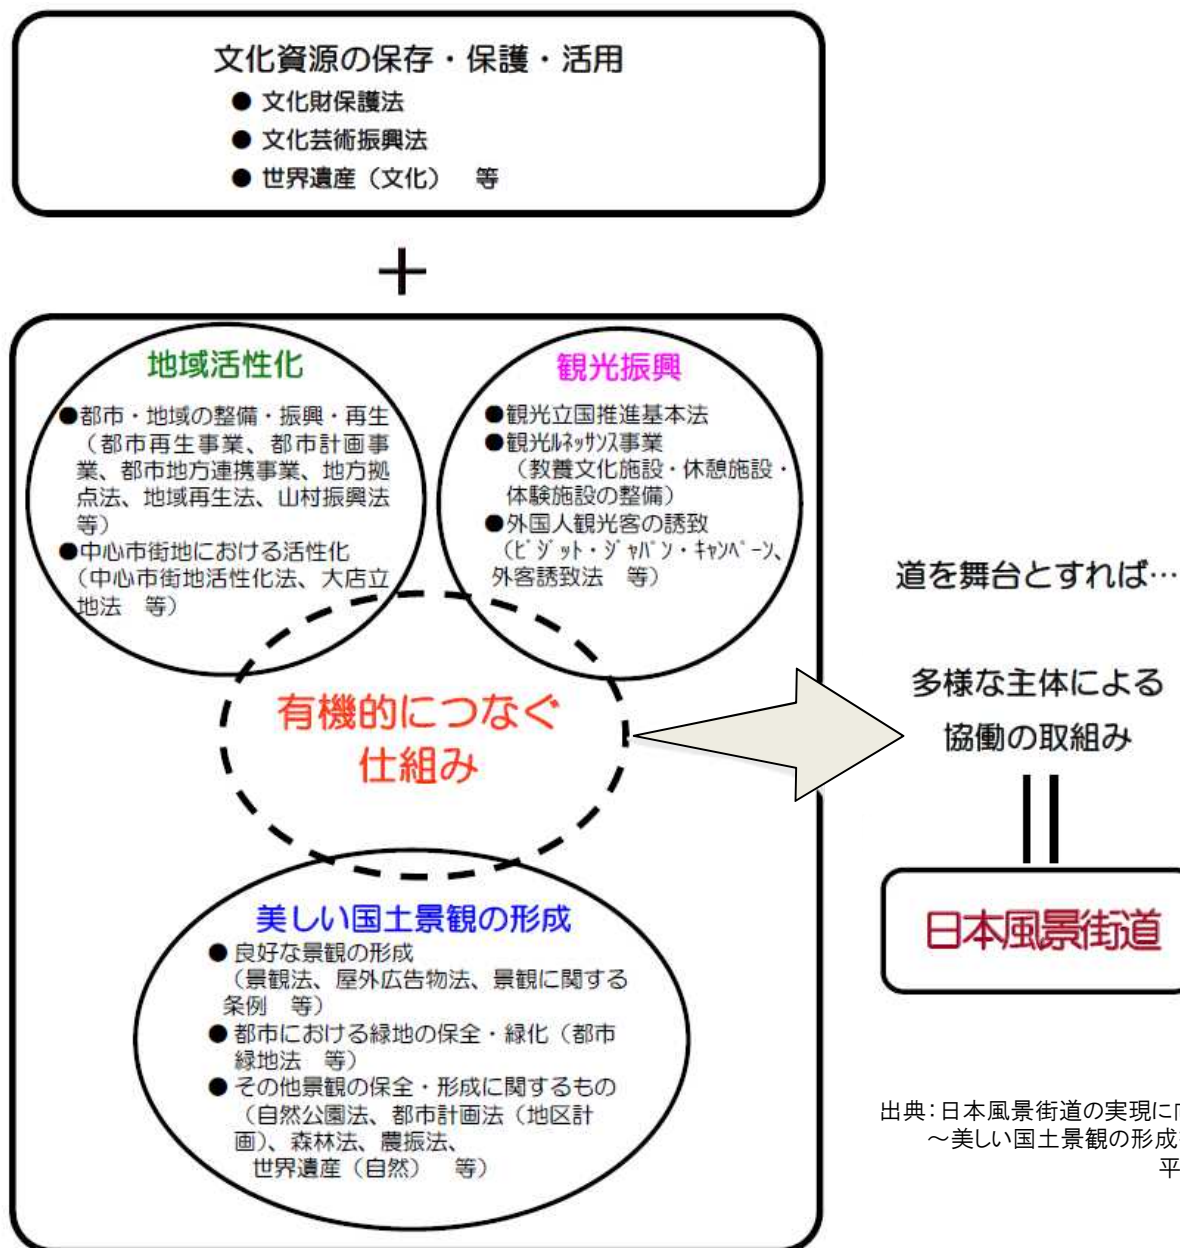 文化資源の保存・保護・活用
● 文化財保護法
● 文化芸術振興法
● 世界遺産（文化）　等
＋
地域活性化
●都市・地域の整備・振興・再生
（都市再生事業、都市計画事
業、都市地方連携事業、地方拠
点法、地域再生法、山村振興法
等）
●中心市街地における活性化
（中心市街地活性化法、大店立
地法　等）
観光振興
●観光立国推進基本法
●観光ﾙﾈｯｻﾝｽ事業
（教養文化施設・休憩施設・
体験施設の整備）
●外国人観光客の誘致
（ﾋﾞｼﾞｯﾄ・ｼﾞｬﾊﾟﾝ・ｷｬﾝﾍﾟｰﾝ、
外客誘致法　等）
有機的につなぐ
仕組み
美しい国土景観の形成
● 良好な景観の形成
（景観法、屋外広告物法、景観に関する
条例　等）
● 都市における緑地の保全・緑化（都市
緑地法　等）
● その他景観の保全・形成に関するもの
（自然公園法、都市計画法（地区計
画）、森林法、農振法、
世界遺産（自然）　等）
道を舞台とすれば…
多様な主体による
協働の取組み
日本風景街道
出典：日本風景街道の実現に
～美しい国土景観の形成
平